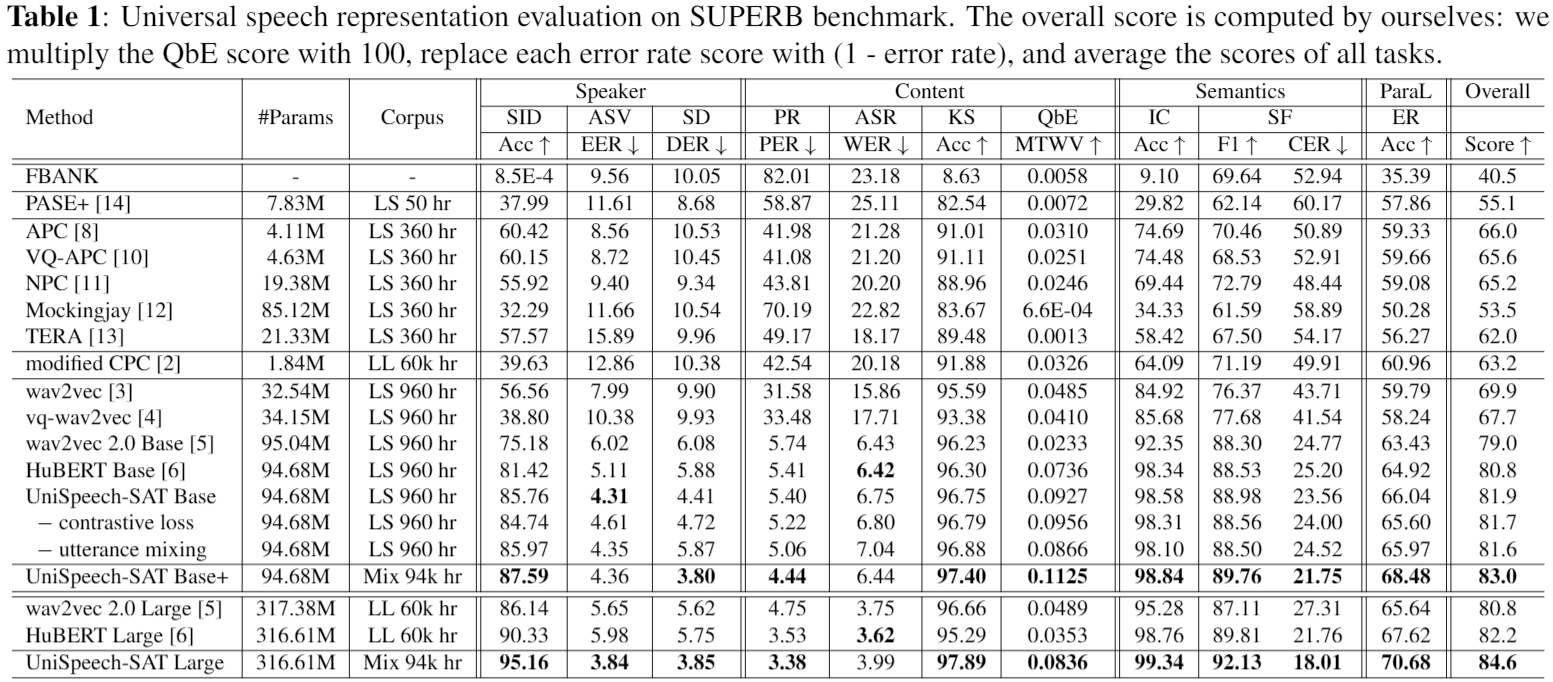 Table 1: Universal speech representation evaluation on SUPERB benchmark. The overall score is computed by ourselves: we
multiply the QbE score with 100, replace each error rate score with (1 - error rate), and average the scores of all tasks.
Method #Params Corpus Speaker Content Semantics ParaL Overall
SID ASV SD PR ASR KS QbE IC SF ER
Acc ↑ EER ↓ DER ↓ PER ↓ WER ↓ Acc ↑ MTWV ↑ Acc ↑ F1 ↑ CER ↓ Acc ↑ Score ↑
FBANK - - 8.5E-4 9.56 10.05 82.01 23.18 8.63 0.0058 9.10 69.64 52.94 35.39 40.5
PASE+ [14] 7.83M LS 50 hr 37.99 11.61 8.68 58.87 25.11 82.54 0.0072 29.82 62.14 60.17 57.86 55.1
APC [8] 4.11M LS 360 hr 60.42 8.56 10.53 41.98 21.28 91.01 0.0310 74.69 70.46 50.89 59.33 66.0
VQ-APC [10] 4.63M LS 360 hr 60.15 8.72 10.45 41.08 21.20 91.11 0.0251 74.48 68.53 52.91 59.66 65.6
NPC [11] 19.38M LS 360 hr 55.92 9.40 9.34 43.81 20.20 88.96 0.0246 69.44 72.79 48.44 59.08 65.2
Mockingjay [12] 85.12M LS 360 hr 32.29 11.66 10.54 70.19 22.82 83.67 6.6E-04 34.33 61.59 58.89 50.28 53.5
TERA [13] 21.33M LS 360 hr 57.57 15.89 9.96 49.17 18.17 89.48 0.0013 58.42 67.50 54.17 56.27 62.0
modified CPC [2] 1.84M LL 60k hr 39.63 12.86 10.38 42.54 20.18 91.88 0.0326 64.09 71.19 49.91 60.96 63.2
wav2vec [3] 32.54M LS 960 hr 56.56 7.99 9.90 31.58 15.86 95.59 0.0485 84.92 76.37 43.71 59.79 69.9
vq-wav2vec [4] 34.15M LS 960 hr 38.80 10.38 9.93 33.48 17.71 93.38 0.0410 85.68 77.68 41.54 58.24 67.7
wav2vec 2.0 Base [5] 95.04M LS 960 hr 75.18 6.02 6.08 5.74 6.43 96.23 0.0233 92.35 88.30 24.77 63.43 79.0
HuBERT Base [6] 94.68M LS 960 hr 81.42 5.11 5.88 5.41 6.42 96.30 0.0736 98.34 88.53 25.20 64.92 80.8
UniSpeech-SAT Base 94.68M LS 960 hr 85.76 4.31 4.41 5.40 6.75 96.75 0.0927 98.58 88.98 23.56 66.04 81.9
− contrastive loss 94.68M LS 960 hr 84.74 4.61 4.72 5.22 6.80 96.79 0.0956 98.31 88.56 24.00 65.60 81.7
− utterance mixing 94.68M LS 960 hr 85.97 4.35 5.87 5.06 7.04 96.88 0.0866 98.10 88.50 24.52 65.97 81.6
UniSpeech-SAT Base+ 94.68M Mix 94k hr 87.59 4.36 3.80 4.44 6.44 97.40 0.1125 98.84 89.76 21.75 68.48 83.0
wav2vec 2.0 Large [5] 317.38M LL 60k hr 86.14 5.65 5.62 4.75 3.75 96.66 0.0489 95.28 87.11 27.31 65.64 80.8
HuBERT Large [6] 316.61M LL 60k hr 90.33 5.98 5.75 3.53 3.62 95.29 0.0353 98.76 89.81 21.76 67.62 82.2
UniSpeech-SAT Large 316.61M Mix 94k hr 95.16 3.84 3.85 3.38 3.99 97.89 0.0836 99.34 92.13 18.01 70.68 84.6